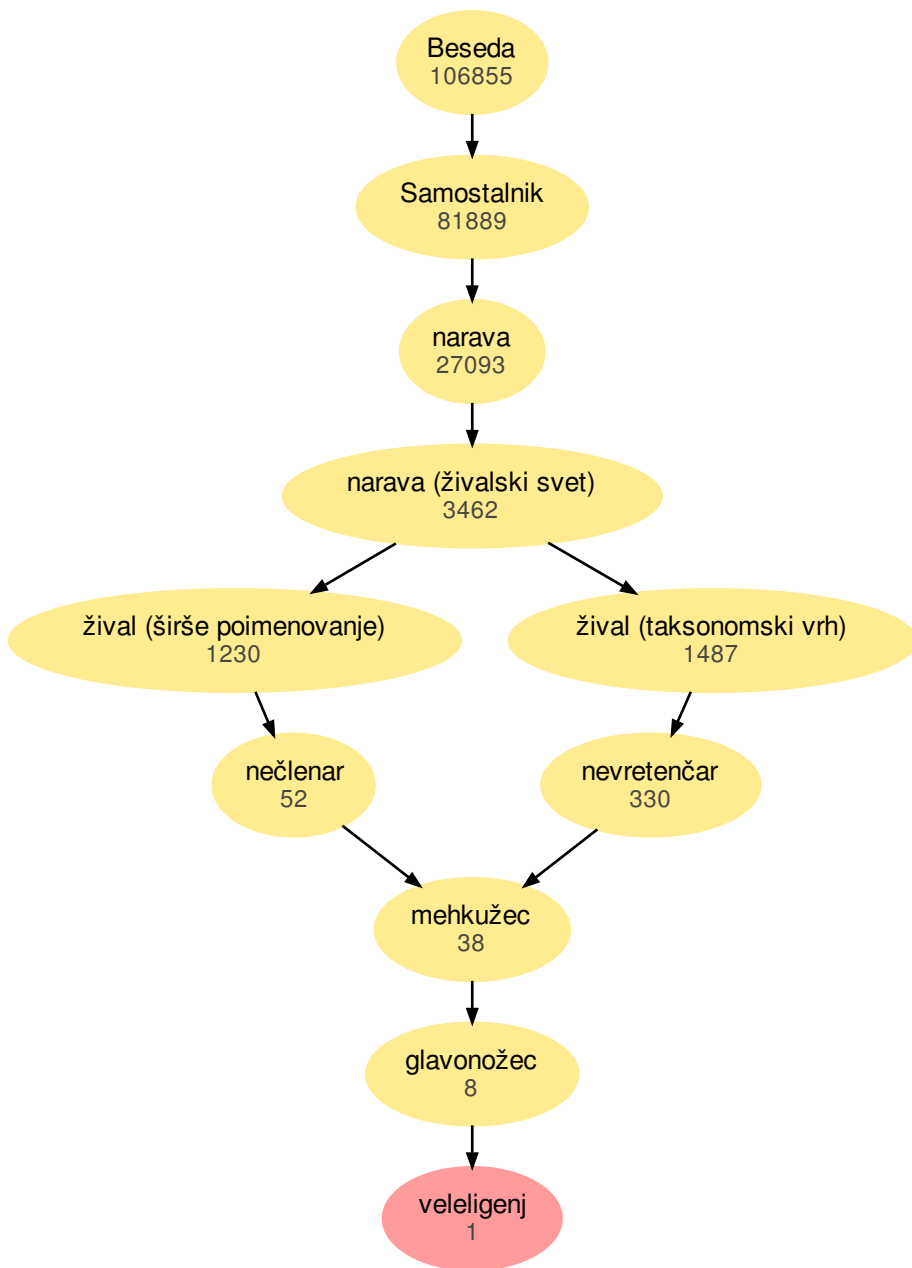 Beseda
106855
Samostalnik
81889
narava
27093
narava (živalski svet)
3462
žival (širše poimenovanje)
1230
žival (taksonomski vrh)
1487
nečlenar
52
nevretenčar
330
mehkužec
38
glavonožec
8
veleligenj
1